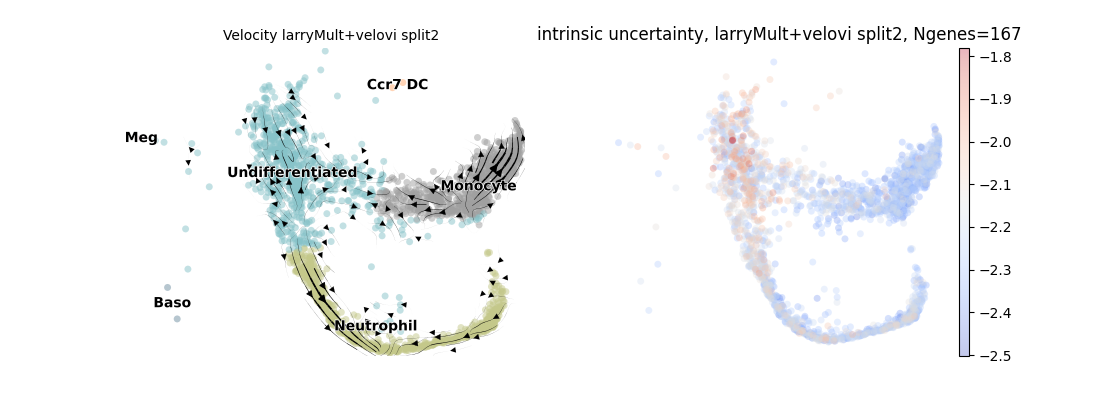 Velocity larryMult+velovi split2
intrinsic uncertainty, larryMult+velovi split2, Ngenes=167
Ccr7 DC
Meg
Undifferentiated
Monocyte
Baso
Neutrophil
−1.8
−1.9
−2.0
−2.1
−2.2
−2.3
−2.4
−2.5